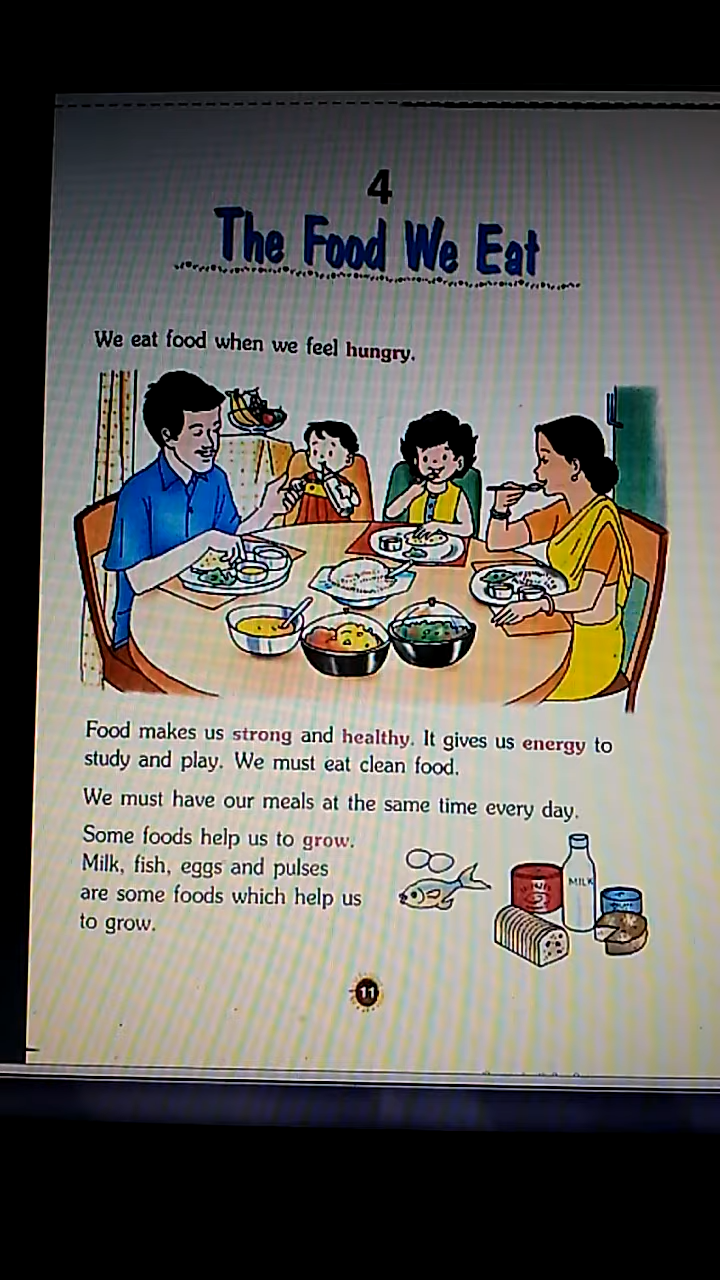 4
The Food We Eat
We eat food when we feel hungry.
Food makes us strong and healthy. It gives us energy to
study and play. We must eat clean food.
We must have our meals at the same time every day.
Some foods help us to grow.
Milk, fish, eggs and pulses
are some foods which help us
to grow.
MILK
11